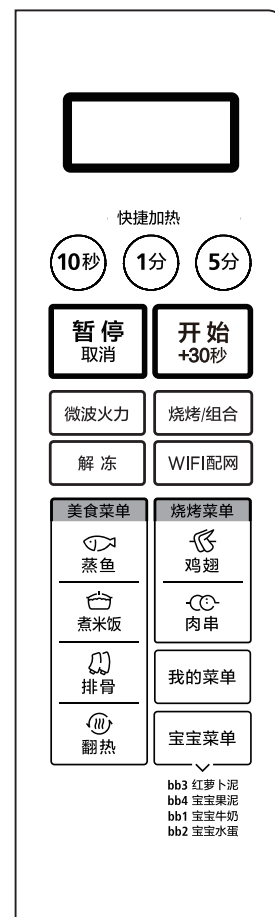 快捷加热
10秒 1分 5分
暂停 开始
取消 +30秒
微波火力 烧烤/组合
解冻 WIFI配网
美食菜单 烧烤菜单
蒸鱼 鸡翅
煮米饭 肉串
排骨 我的菜单
翻热 宝宝菜单
bb3 红萝卜泥
bb4 宝宝果泥
bb1 宝宝牛奶
bb2 宝宝水蛋